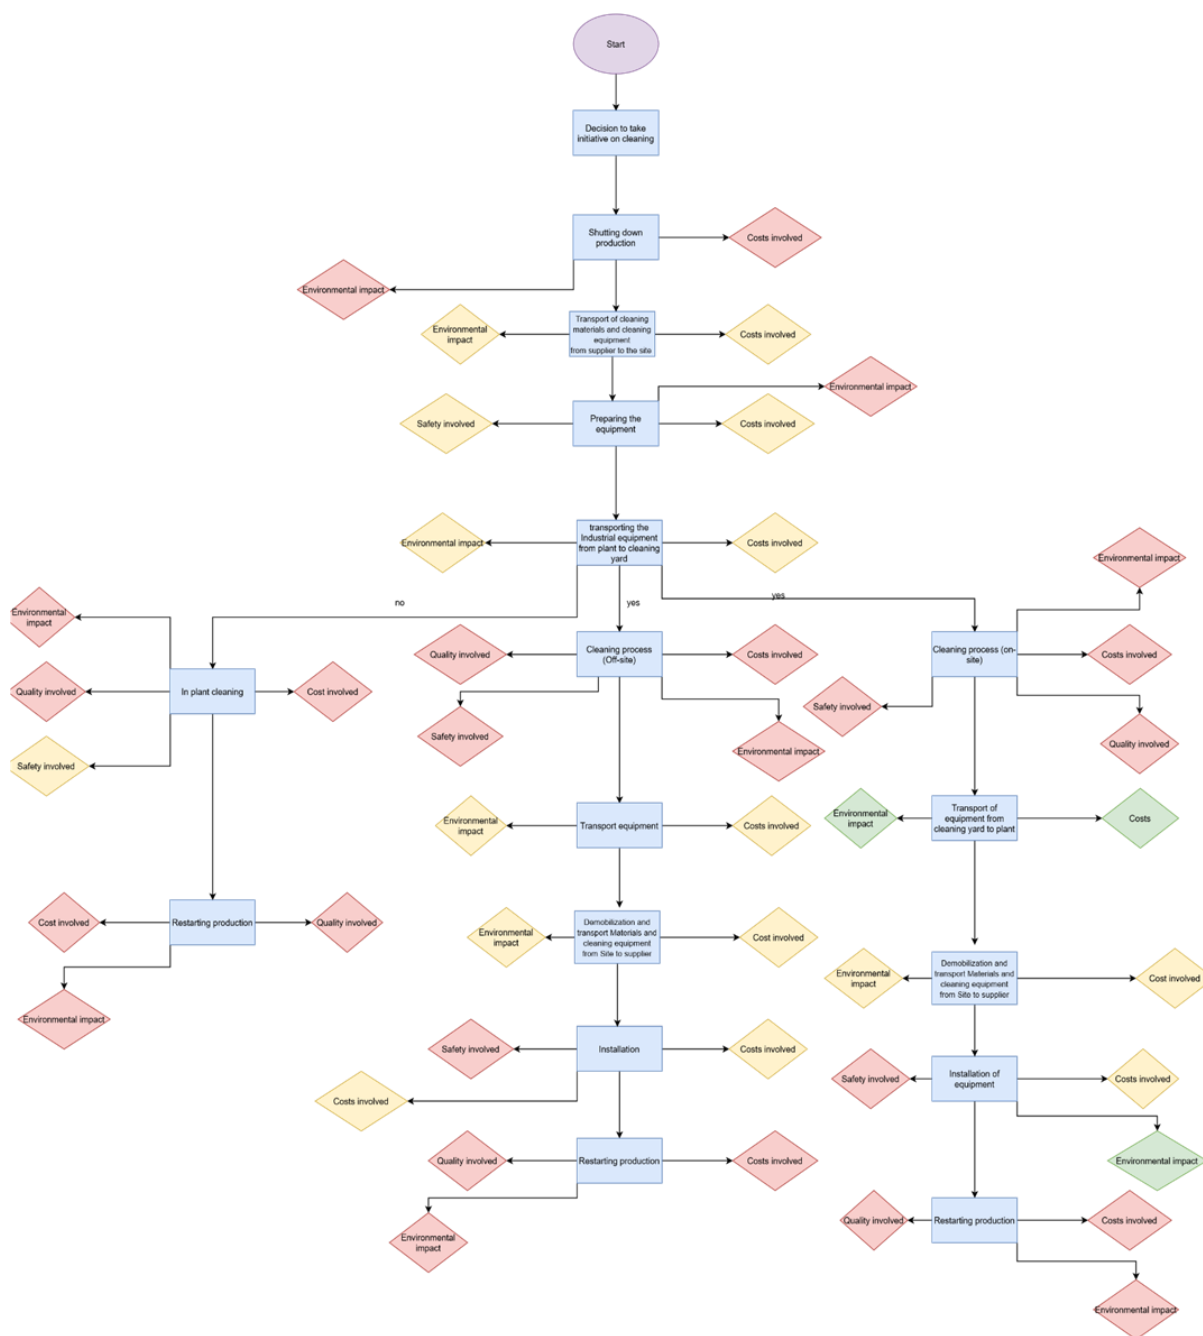 Start
Decision to take
initiative on cleaning
Shutting down
production
Costs involved
Environmental impact
Transport of cleaning
materials and cleaning
equipment
from supplier to the site
Environmental
impact
Costs involved
Environmental impact
Preparing the
equipment
Safety involved
Costs involved
transporting the
Industrial equipment
from plant to cleaning
yard
Environmental impact
Costs involved
no
yes
yes
Environmental impact
Environmental
impact
Quality involved
In plant cleaning
Cost involved
Safety involved
Quality involved
Cleaning process
(Off-site)
Costs involved
Safety involved
Environmental impact
Cleaning process (on-
site)
Costs involved
Safety involved
Quality involved
Environmental
impact
Transport equipment
Costs involved
Environmental
impact
Transport of
equipment from
cleaning yard to plant
Costs
Cost involved
Restarting production
Quality involved
Environmental impact
Environmental
impact
Demobilization and
transport Materials and
cleaning equipment
from Site to supplier
Cost involved
Environmental
impact
Demobilization and
transport Materials and
cleaning equipment
from Site to supplier
Cost involved
Safety involved
Installation
Costs involved
Costs involved
Safety involved
Installation of
equipment
Costs involved
Environmental impact
Quality involved
Restarting production
Costs involved
Environmental
impact
Quality involved
Restarting production
Costs involved
Environmental impact